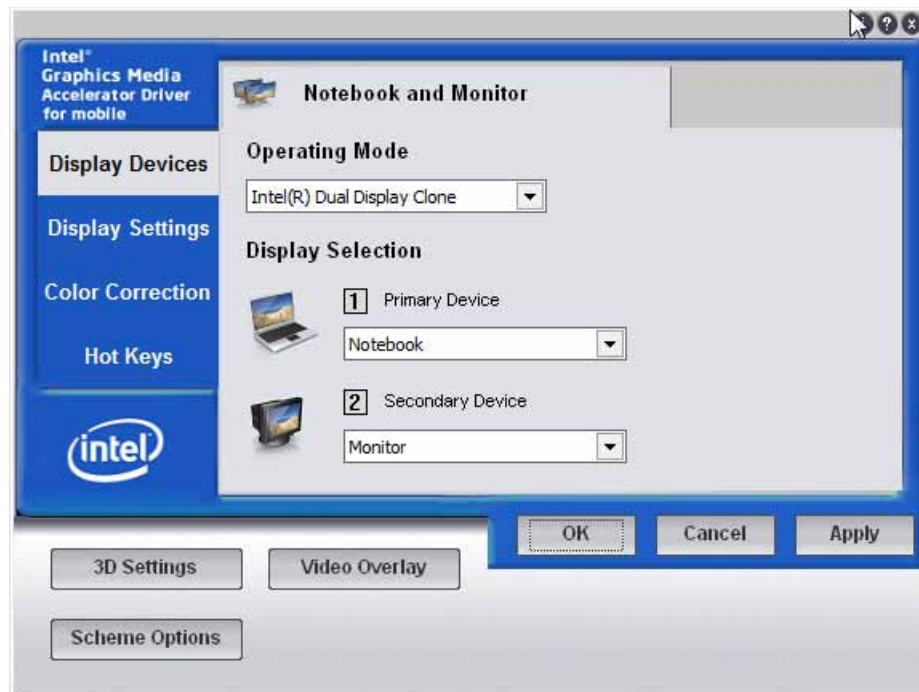 Intel®
Graphics Media
Accelerator Driver
for mobile
Notebook and Monitor
Display Devices
Display Settings
Color Correction
Hot Keys
intel
Operating Mode
Intel(R) Dual Display Clone
Display Selection
1 Primary Device
Notebook
2 Secondary Device
Monitor
OK
Cancel
Apply
3D Settings
Video Overlay
Scheme Options